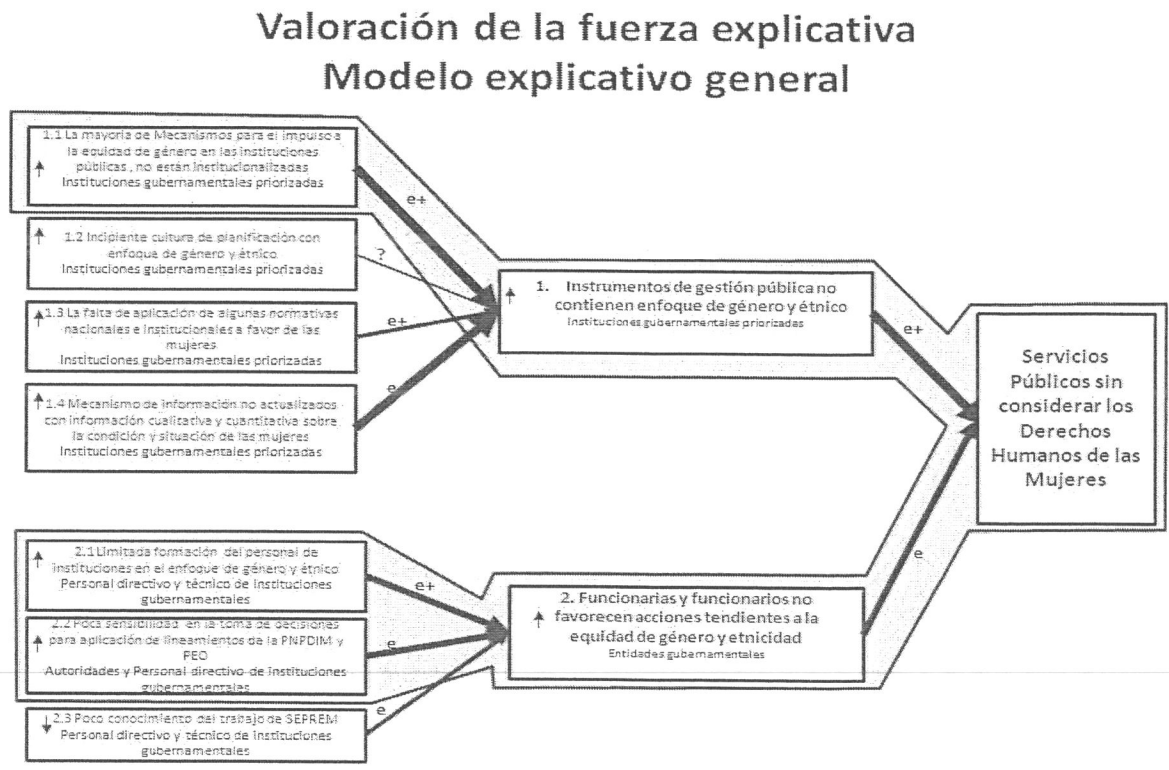 Valoración de la fuerza explicativa
Modelo explicativo general
1.1 La mayoría de Mecanismos para el impulso a
la equidad de género en las instituciones
públicas , no están institucionalizadas
Instituciones gubernamentales priorizadas
e+
1.2 Incipiente cultura de planificación con
enfoque de género y étnico
Instituciones gubernamentales priorizadas
?
1.3 La falta de aplicación de algunas normativas
nacionales e institucionales a favor de las
mujeres
Instituciones gubernamentales priorizadas
e+
1.4 Mecanismo de información no actualizados
con información cualitativa y cuantitativa sobre
la condición y situación de las mujeres
Instituciones gubernamentales priorizadas
e
1. Instrumentos de gestión pública no
contienen enfoque de género y étnico
Instituciones gubernamentales priorizadas
e+
Servicios
Públicos sin
considerar los
Derechos
Humanos de las
Mujeres
2.1 Limitada formación del personal de
instituciones en el enfoque de género y étnico
Personal directivo y técnico de instituciones
gubernamentales
e+
2.2 Poca sensibilidad en la toma de decisiones
para aplicación de lineamientos de la PNPDIM y
PEO
Autoridades y Personal directivo de instituciones
gubernamentales
e
2.3 Poco conocimiento del trabajo de SEPREM
Personal directivo y técnico de instituciones
gubernamentales
e
2. Funcionarias y funcionarios no
favorecen acciones tendientes a la
equidad de género y etnicidad
Entidades gubernamentales
e